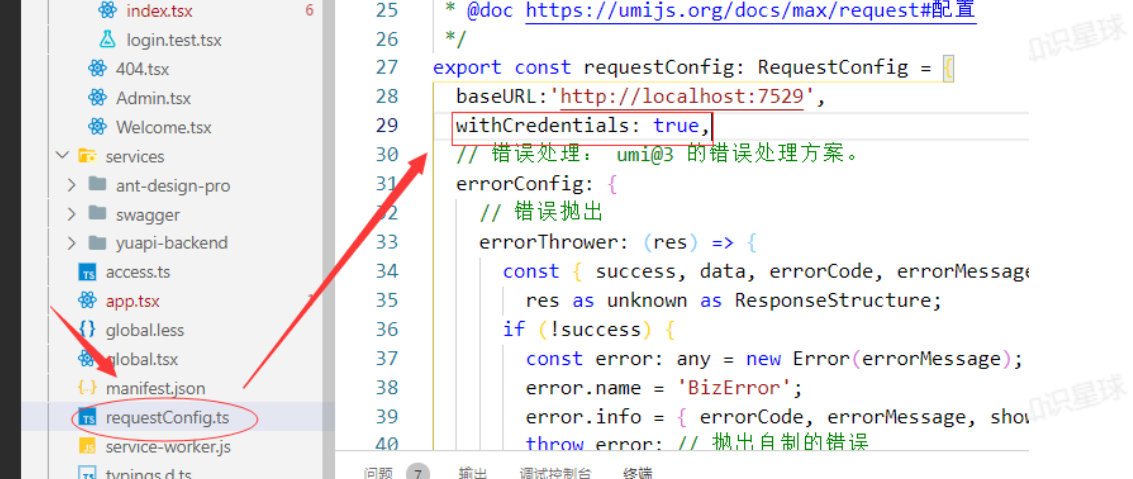 index.tsx 6
login.test.tsx
404.tsx
Admin.tsx
Welcome.tsx
services
ant-design-pro
swagger
yuapi-backend
access.ts
app.tsx
global.less
global.tsx
manifest.json
requestConfig.ts
service-worker.js
typings.d.ts
25 * @doc https://umijs.org/docs/max/request#配置
26 */
27 export const requestConfig: RequestConfig = {
28 baseURL:'http://localhost:7529',
29 withCredentials: true,
30 // 错误处理： umi@3 的错误处理方案。
31 errorConfig: {
32 // 错误抛出
33 errorThrower: (res) => {
34 const { success, data, errorCode, errorMessage
35 res as unknown as ResponseStructure;
36 if (!success) {
37 const error: any = new Error(errorMessage);
38 error.name = 'BizError';
39 error.info = { errorCode, errorMessage, show
40 throw error; // 抛出自制的错误
问题 7 输出 调试控制台 终端
识星球
识星球